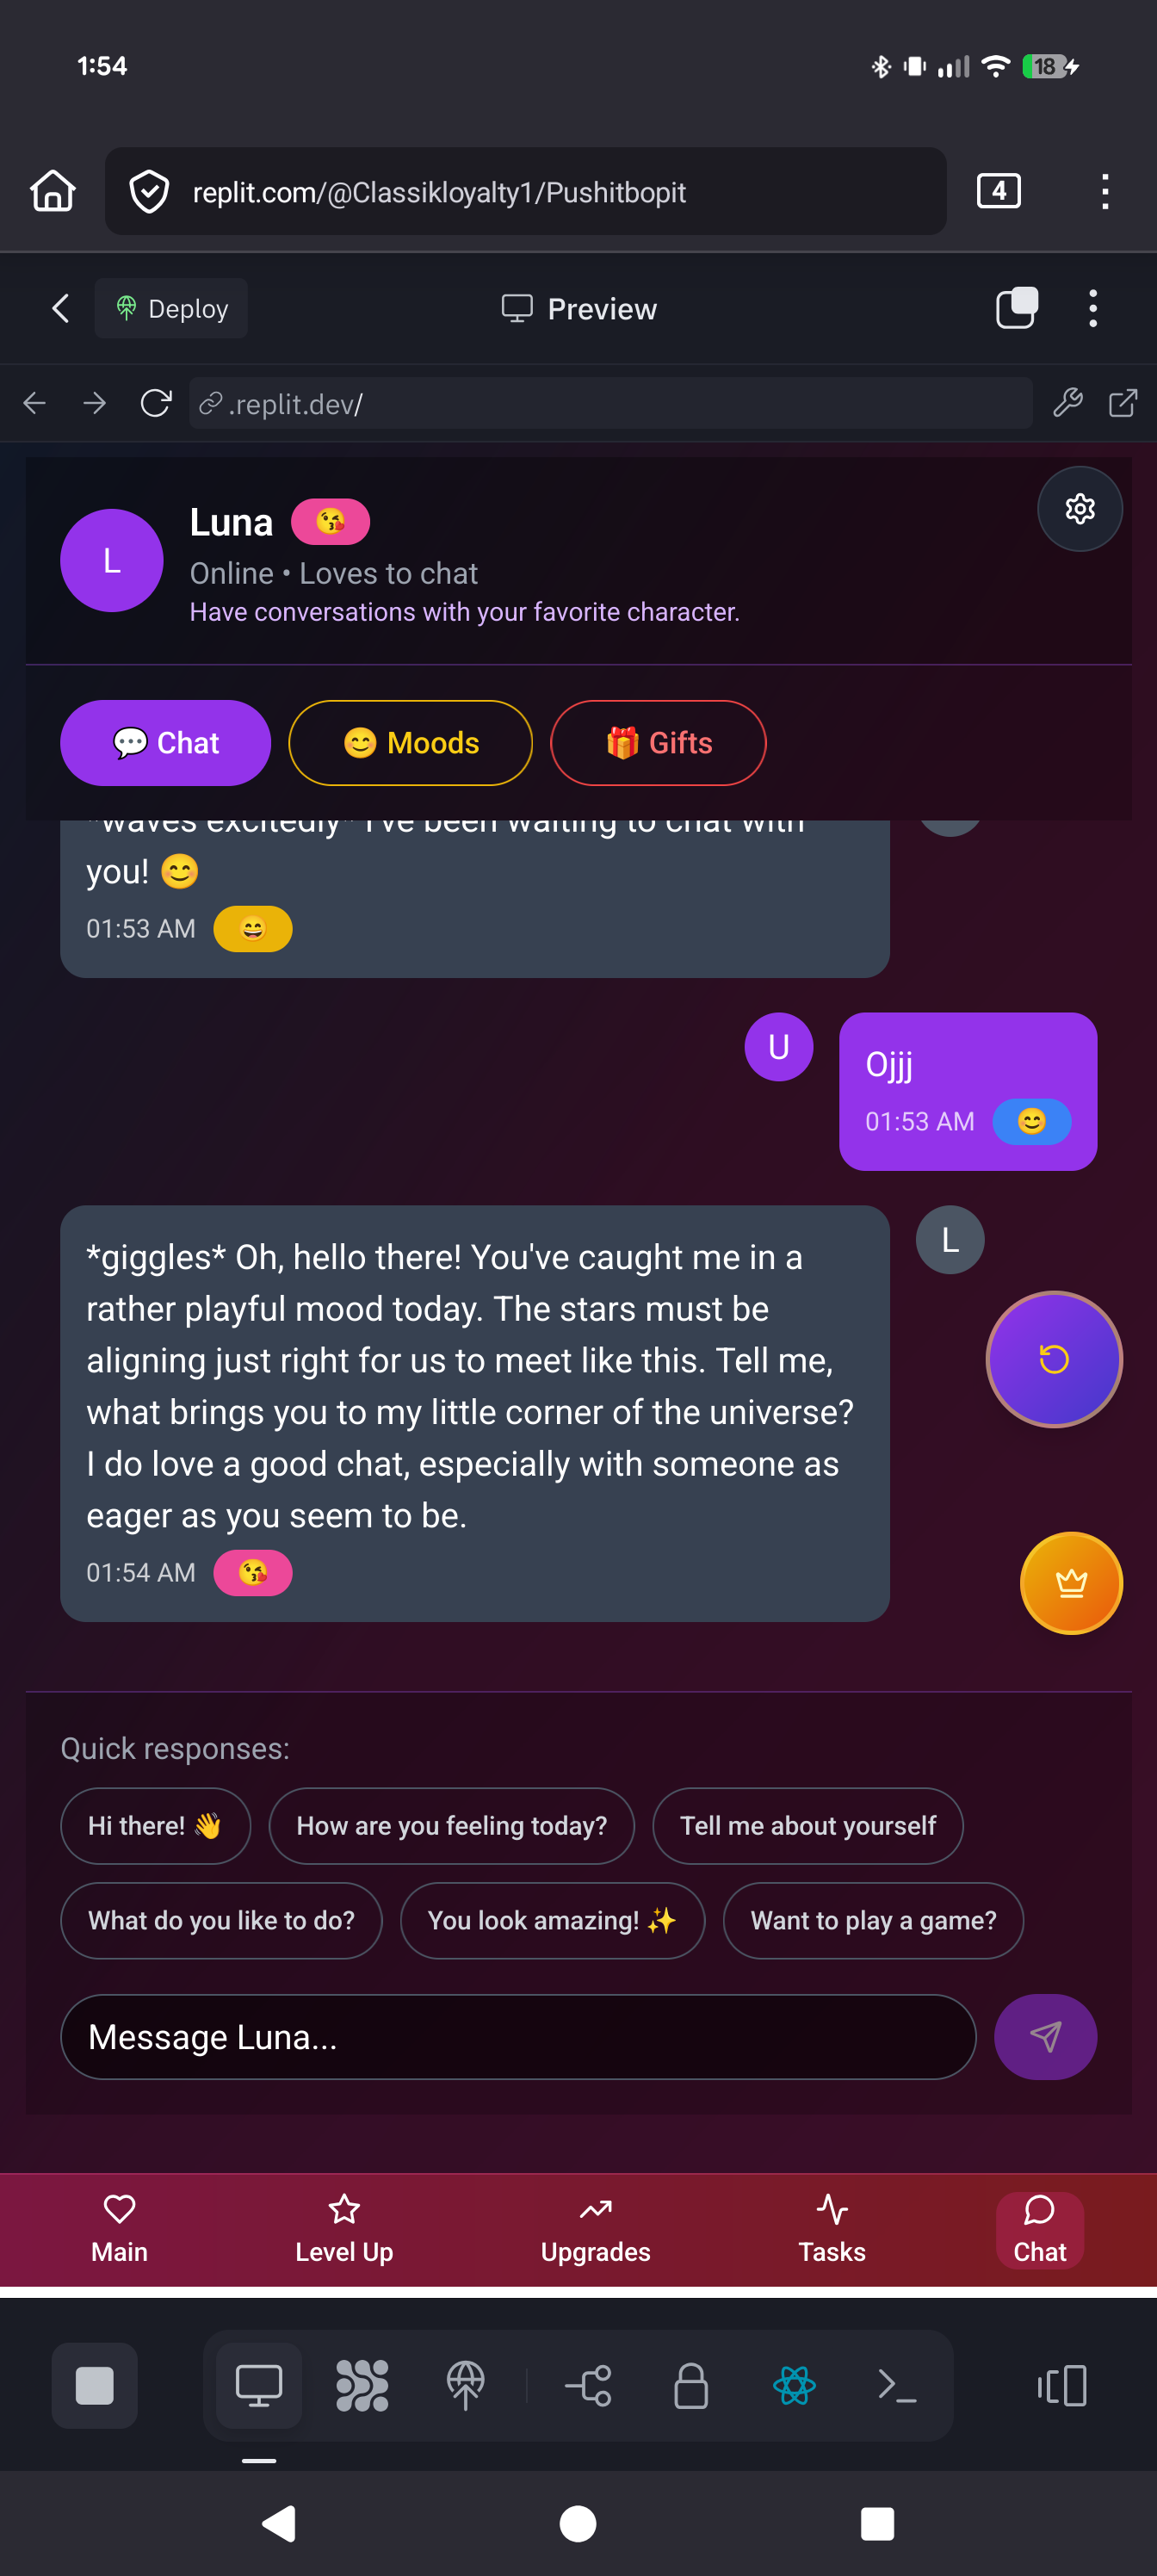 1:54
18
replit.com/@Classikloyalty1/Pushitbopit
4
Deploy
Preview
.replit.dev/
L
Luna 😘
Online • Loves to chat
Have conversations with your favorite character.
💬 Chat
😊 Moods
🎁 Gifts
*waves excitedly* I've been waiting to chat with
you! 😊
01:53 AM 😄
U
Ojjj
01:53 AM 😊
L
*giggles* Oh, hello there! You've caught me in a
rather playful mood today. The stars must be
aligning just right for us to meet like this. Tell me,
what brings you to my little corner of the universe?
I do love a good chat, especially with someone as
eager as you seem to be.
01:54 AM 😘
Quick responses:
Hi there! 👋
How are you feeling today?
Tell me about yourself
What do you like to do?
You look amazing! ✨
Want to play a game?
Message Luna...
Main
Level Up
Upgrades
Tasks
Chat